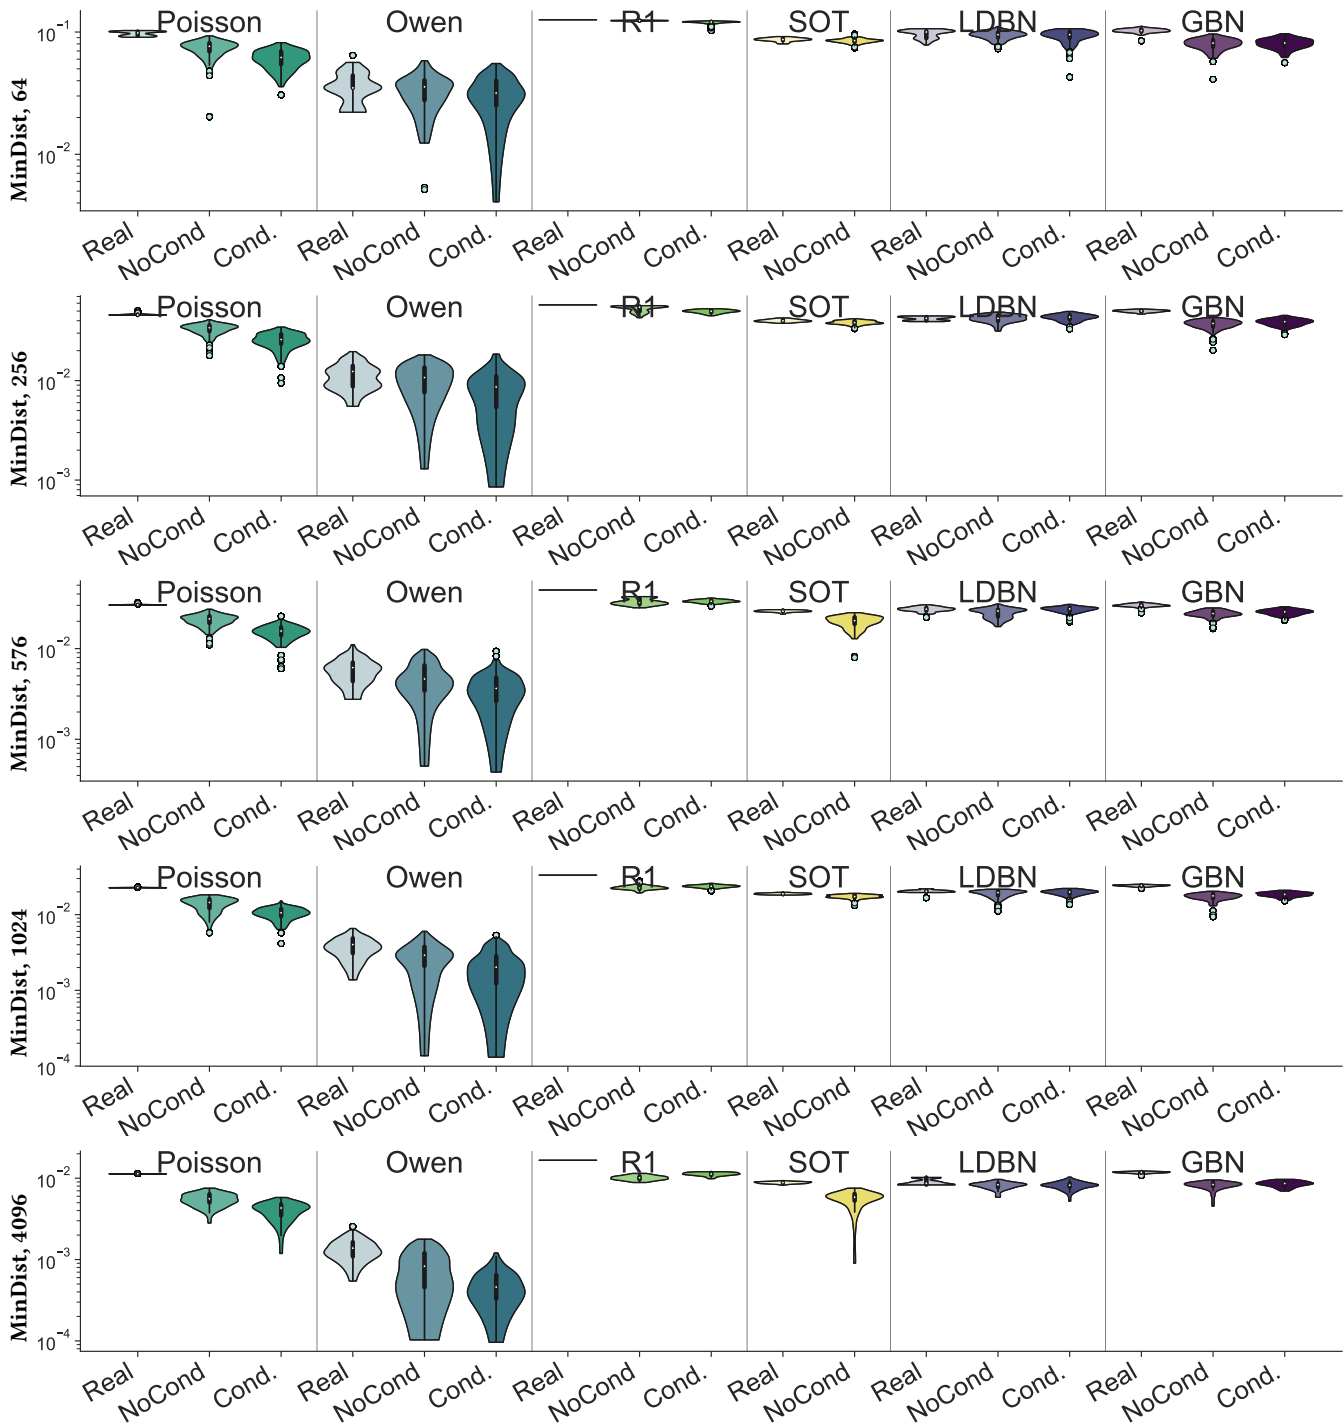 Poisson Owen R1 SOT LDBN GBN
MinDist, 64
10⁻¹
10⁻²
Real NoCond Cond. Real NoCond Cond. Real NoCond Cond. Real NoCond Real NoCond Cond. Real NoCond Cond.
Poisson Owen R1 SOT LDBN GBN
MinDist, 256
10⁻²
10⁻³
Real NoCond Cond. Real NoCond Cond. Real NoCond Cond. Real NoCond Real NoCond Cond. Real NoCond Cond.
Poisson Owen R1 SOT LDBN GBN
MinDist, 576
10⁻²
10⁻³
Real NoCond Cond. Real NoCond Cond. Real NoCond Cond. Real NoCond Real NoCond Cond. Real NoCond Cond.
Poisson Owen R1 SOT LDBN GBN
MinDist, 1024
10⁻²
10⁻³
10⁻⁴
Real NoCond Cond. Real NoCond Cond. Real NoCond Cond. Real NoCond Real NoCond Cond. Real NoCond Cond.
Poisson Owen R1 SOT LDBN GBN
MinDist, 4096
10⁻²
10⁻³
10⁻⁴
Real NoCond Cond. Real NoCond Cond. Real NoCond Cond. Real NoCond Real NoCond Cond. Real NoCond Cond.